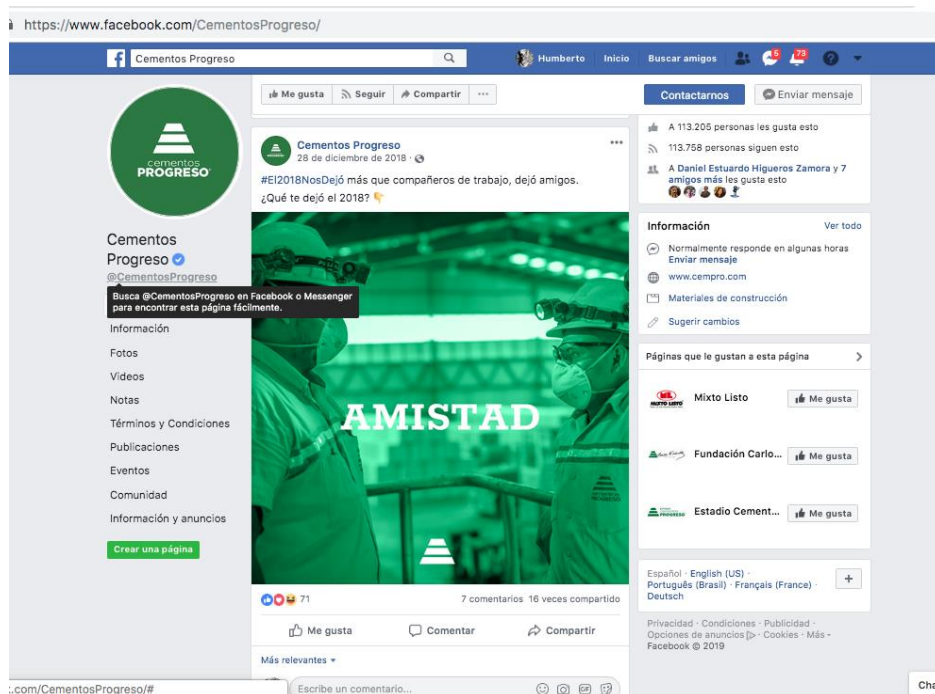 https://www.facebook.com/CementosProgreso/
Cementos Progreso
Humberto Inicio Buscar amigos 5 73
Me gusta Seguir Compartir
Contactarnos Enviar mensaje
cementos
PROGRESO
Cementos
Progreso
@CementosProgreso
Busca @CementosProgreso en Facebook o Messenger
para encontrar esta página fácilmente.
Información
Fotos
Videos
Notas
Términos y Condiciones
Publicaciones
Eventos
Comunidad
Información y anuncios
Crear una página
Cementos Progreso
28 de diciembre de 2018 ·
#El2018NosDejó más que compañeros de trabajo, dejó amigos.
¿Qué te dejó el 2018?
AMISTAD
71 7 comentarios 16 veces compartido
Me gusta Comentar Compartir
Más relevantes
Escribe un comentario...
GIF
A 113.205 personas les gusta esto
113.758 personas siguen esto
A Daniel Estuardo Higueros Zamora y 7
amigos más les gusta esto
Información Ver todo
Normalmente responde en algunas horas
Enviar mensaje
www.cempro.com
Materiales de construcción
Sugerir cambios
Páginas que le gustan a esta página
MIXTO LISTO
Mixto Listo Me gusta
Fundación Carlo... Me gusta
PROGRESO
Estadio Cement... Me gusta
Español · English (US) ·
Português (Brasil) · Français (France) ·
Deutsch
Privacidad · Condiciones · Publicidad ·
Opciones de anuncios · Cookies · Más
Facebook © 2019
k.com/CementosProgreso/#
Cha